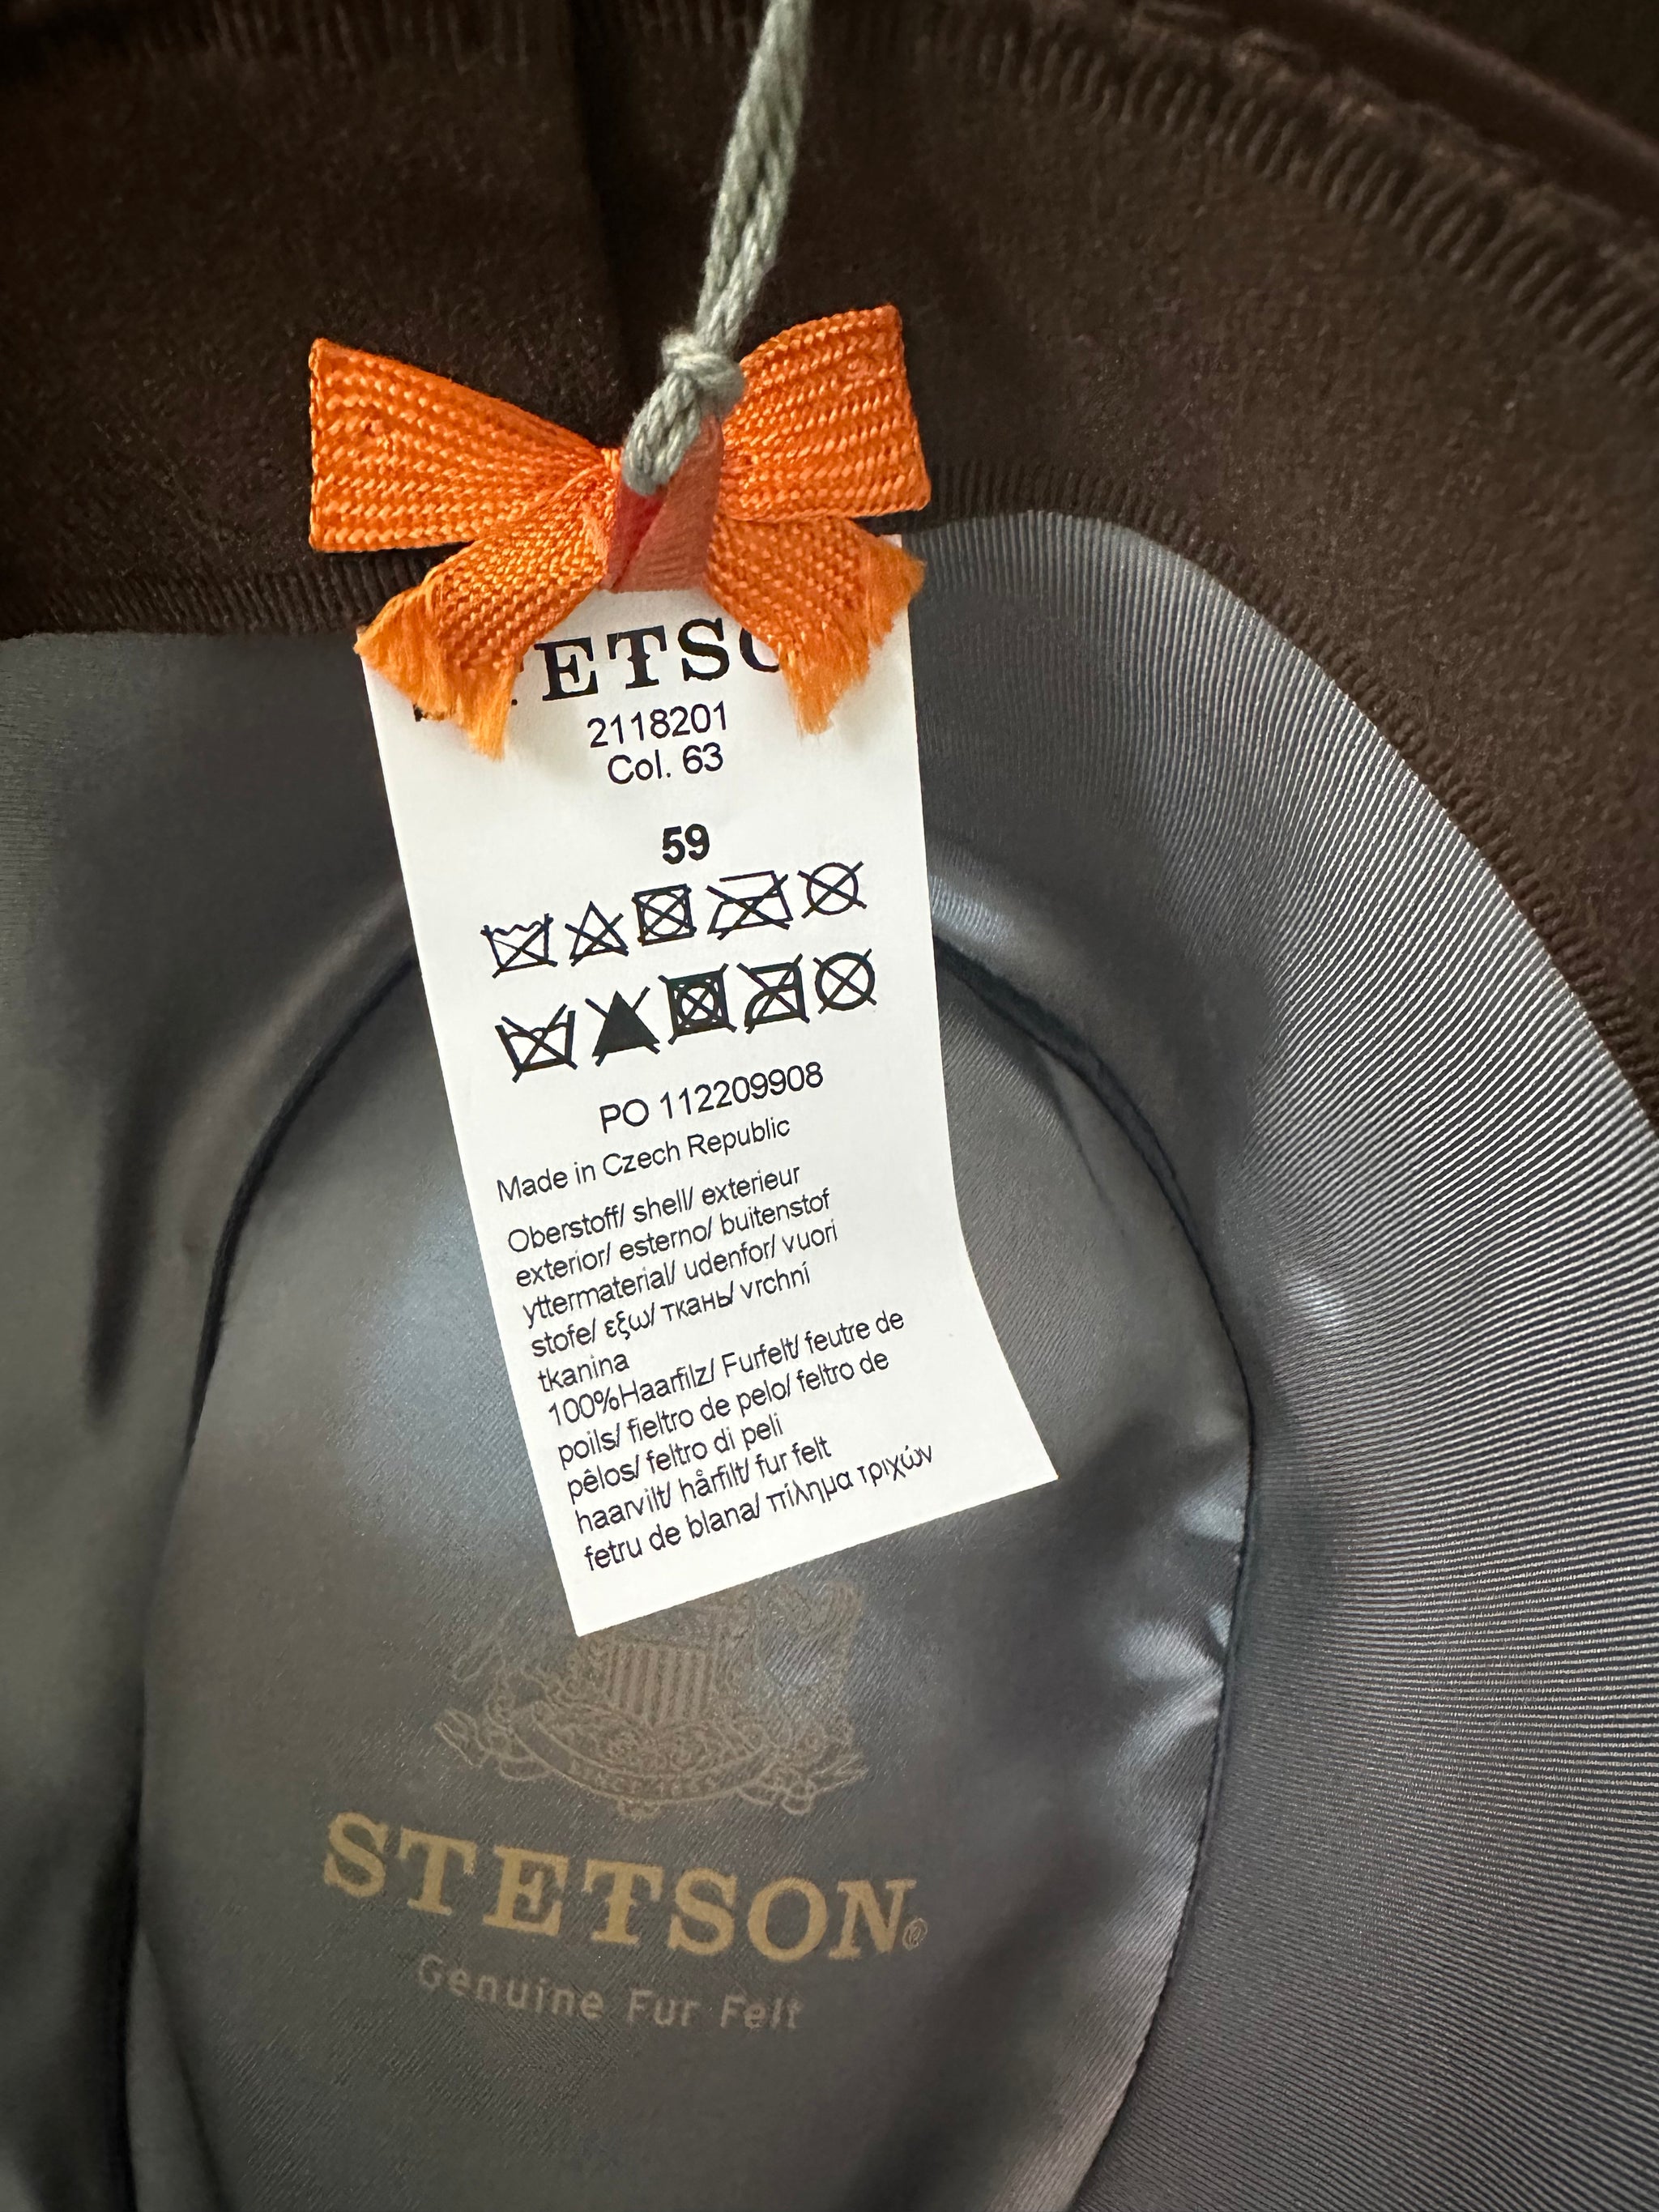 2118201
Col. 63
59
PO 112209908
Made in Czech Republic
Oberstoff/ shell/ exterieur
exterior/ esterno/ buitenstof
yttermaterial/ udenfor/ vuori
stofe/ εξω/ ткань/ vrchní
tkanina
100%Haarfilz/ Furfelt/ feutre de
poils/ fieltro de pelo/ feltro de
pêlos/ feltro di peli
haarvilt/ hårfilt/ fur felt
fetru de blana/ πίλημα τριχών
STETSON®
Genuine Fur Felt